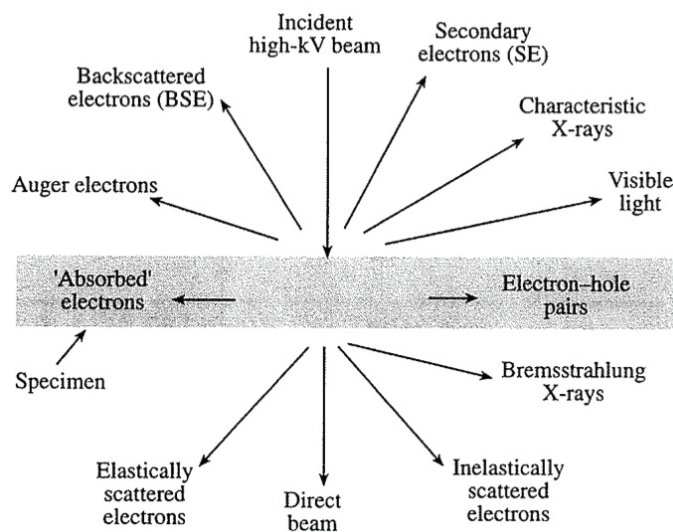 Incident
high-kV beam
Secondary
electrons (SE)
Backscattered
electrons (BSE)
Characteristic
X-rays
Auger electrons
Visible
light
'Absorbed'
electrons
Electron–hole
pairs
Specimen
Bremsstrahlung
X-rays
Elastically
scattered
electrons
Direct
beam
Inelastically
scattered
electrons